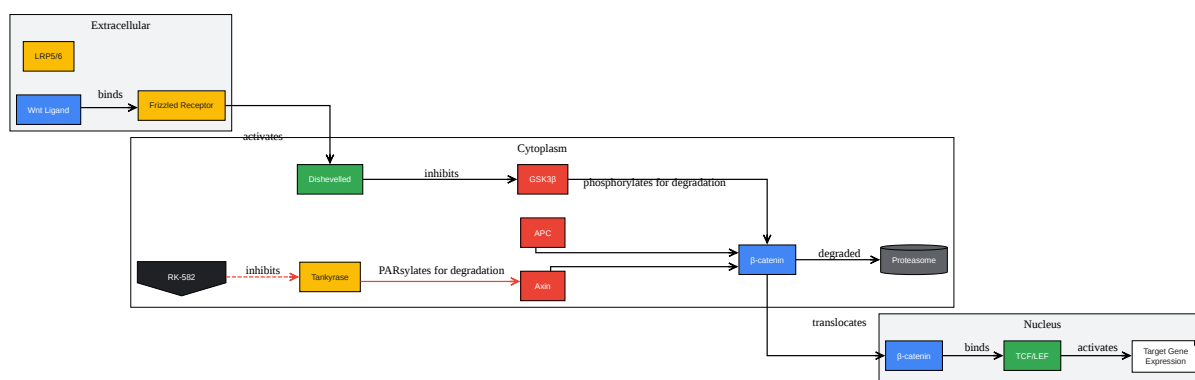 Extracellular
LRP5/6
Wnt Ligand
binds
Frizzled Receptor
activates
Cytoplasm
Dishevelled
inhibits
GSK3β
phosphorylates for degradation
APC
RK-582
inhibits
Tankyrase
PARsylates for degradation
Axin
β-catenin
degraded
Proteasome
translocates
Nucleus
β-catenin
binds
TCF/LEF
activates
Target Gene
Expression